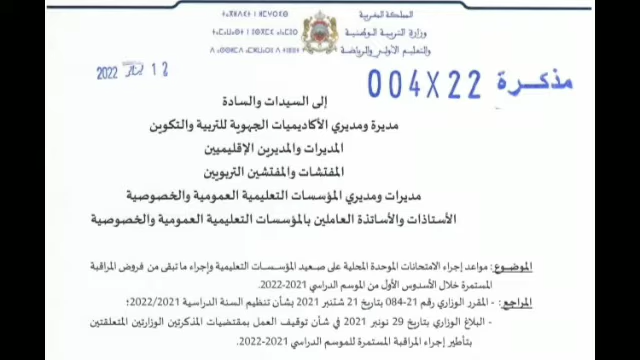 المملكة المغربية
وزارة التربية الوطنية
والتعليم الأولي والرياضة
2022 13
مذكرة 004X22
إلى السيدات والسادة
مديرة ومديري الأكاديميات الجهوية للتربية والتكوين
المديرات والمديرين الإقليميين
المفتشات والمفتشين التربويين
مديرات ومديري المؤسسات التعليمية العمومية والخصوصية
الأستاذات والأساتذة العاملين بالمؤسسات التعليمية العمومية والخصوصية
الموضوع: مواعد إجراء الامتحانات الموحدة المحلية على صعيد المؤسسات التعليمية وإجراء ما تبقى من فروض المراقبة
المستمرة خلال الأسدوس الأول من الموسم الدراسي 2021-2022.
المراجع: - المقرر الوزاري رقم 21-084 بتاريخ 21 شتنبر 2021 بشأن تنظيم السنة الدراسية 2022/2021؛
- البلاغ الوزاري بتاريخ 29 نونبر 2021 في شأن توقيف العمل بمقتضيات المذكرتين الوزارتين المتعلقتين
بتأطير إجراء المراقبة المستمرة للموسم الدراسي 2021-2022.